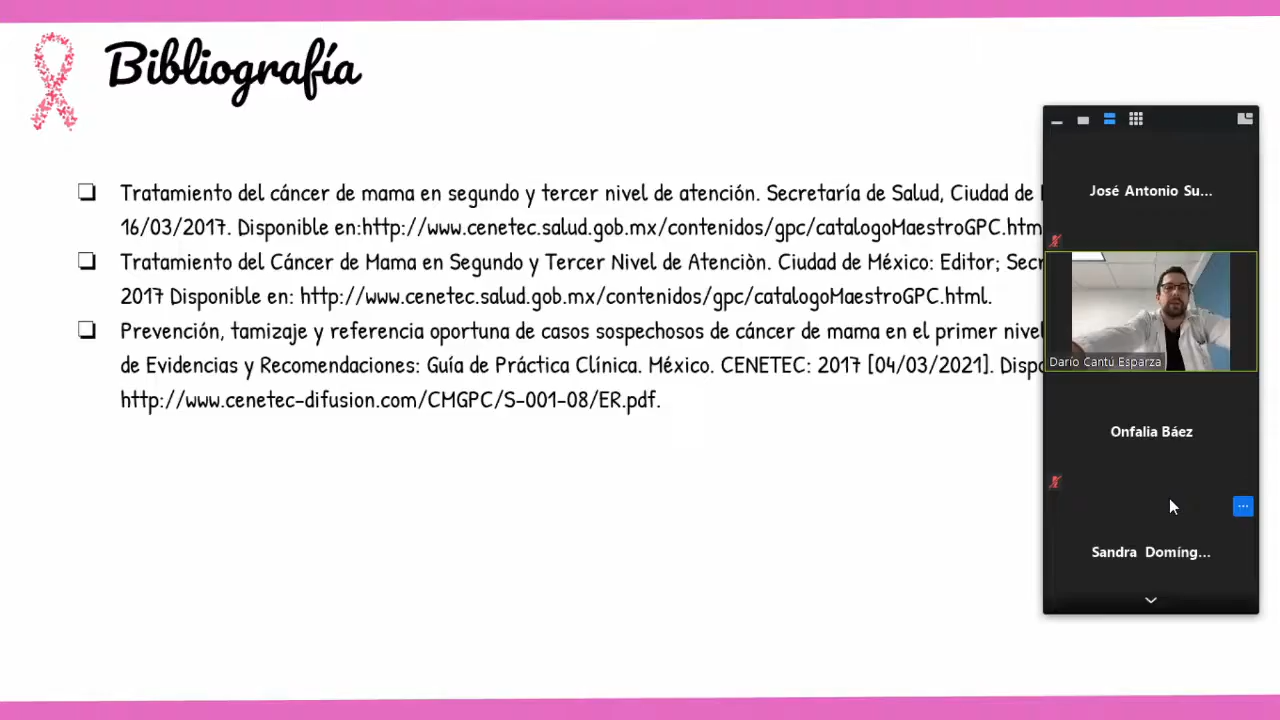 Bibliografía
Tratamiento del cáncer de mama en segundo y tercer nivel de atención. Secretaría de Salud, Ciudad de
16/03/2017. Disponible en:http://www.cenetec.salud.gob.mx/contenidos/gpc/catalogoMaestroGPC.htm
Tratamiento del Cáncer de Mama en Segundo y Tercer Nivel de Atenciòn. Ciudad de México: Editor; Secr
2017 Disponible en: http://www.cenetec.salud.gob.mx/contenidos/gpc/catalogoMaestroGPC.html.
Prevención, tamizaje y referencia oportuna de casos sospechosos de cáncer de mama en el primer nivel
de Evidencias y Recomendaciones: Guía de Práctica Clínica. México. CENETEC: 2017 [04/03/2021]. Dispo
http://www.cenetec-difusion.com/CMGPC/S-001-08/ER.pdf.
José Antonio Su...
Darío Cantú Esparza
Onfalia Báez
Sandra Domíng...